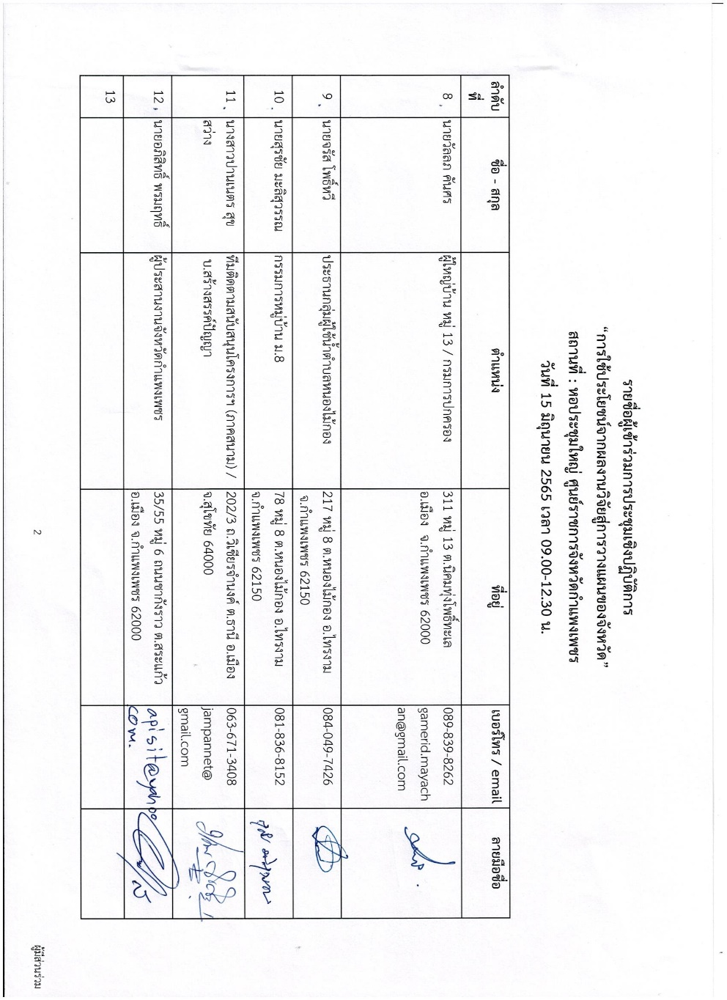 รายชื่อผู้เข้าร่วมการประชุมเชิงปฏิบัติการ
“การใช้ประโยชน์จากผลงานวิจัยสู่การวางแผนของจังหวัด”
สถานที่ : หอประชุมใหญ่ ศูนย์ราชการจังหวัดกำแพงเพชร
วันที่ 15 มิถุนายน 2565 เวลา 09.00-12.30 น.
ลำดับ
ที่
ชื่อ - สกุล
ตำแหน่ง
ที่อยู่
เบอร์โทร / email
ลายมือชื่อ
8 .
นายวัลลภ คันศร
ผู้ใหญ่บ้าน หมู่ 13 / กรมการปกครอง
311 หมู่ 13 ต.นิคมทุ่งโพธิ์ทะเล
อ.เมือง จ.กำแพงเพชร 62000
089-839-8262
gamerid.mayach
an@gmail.com
9 .
นายจรัส โพธิ์หวี
ประธานกลุ่มผู้ใช้น้ำตำบลหนองไม้กอง
217 หมู่ 8 ต.หนองไม้กอง อ.ไทรงาม
จ.กำแพงเพชร 62150
084-049-7426
10 .
นายสุรชัย มะลิสุวรรณ
กรรมการหมู่บ้าน ม.8
78 หมู่ 8 ต.หนองไม้กอง อ.ไทรงาม
จ.กำแพงเพชร 62150
081-836-8152
11 .
นางสาวปานเนตร สุข
สว่าง
ทีมติดตามสนับสนุนโครงการฯ (ภาคสนาม) /
บ.สร้างสรรค์ปัญญา
202/3 ถ.วิเชียรจำนงค์ ต.ธานี อ.เมือง
จ.สุโขทัย 64000
063-671-3408
jampannet@
gmail.com
12 .
นายอภิสิทธิ์ พรมฤทธิ์
ผู้ประสานงานจังหวัดกำแพงเพชร
35/55 หมู่ 6 ถนนชากังราว ต.สระแก้ว
อ.เมือง จ.กำแพงเพชร 62000
apisit@yahoo
com.
13
2
ผู้มีส่วนร่วม